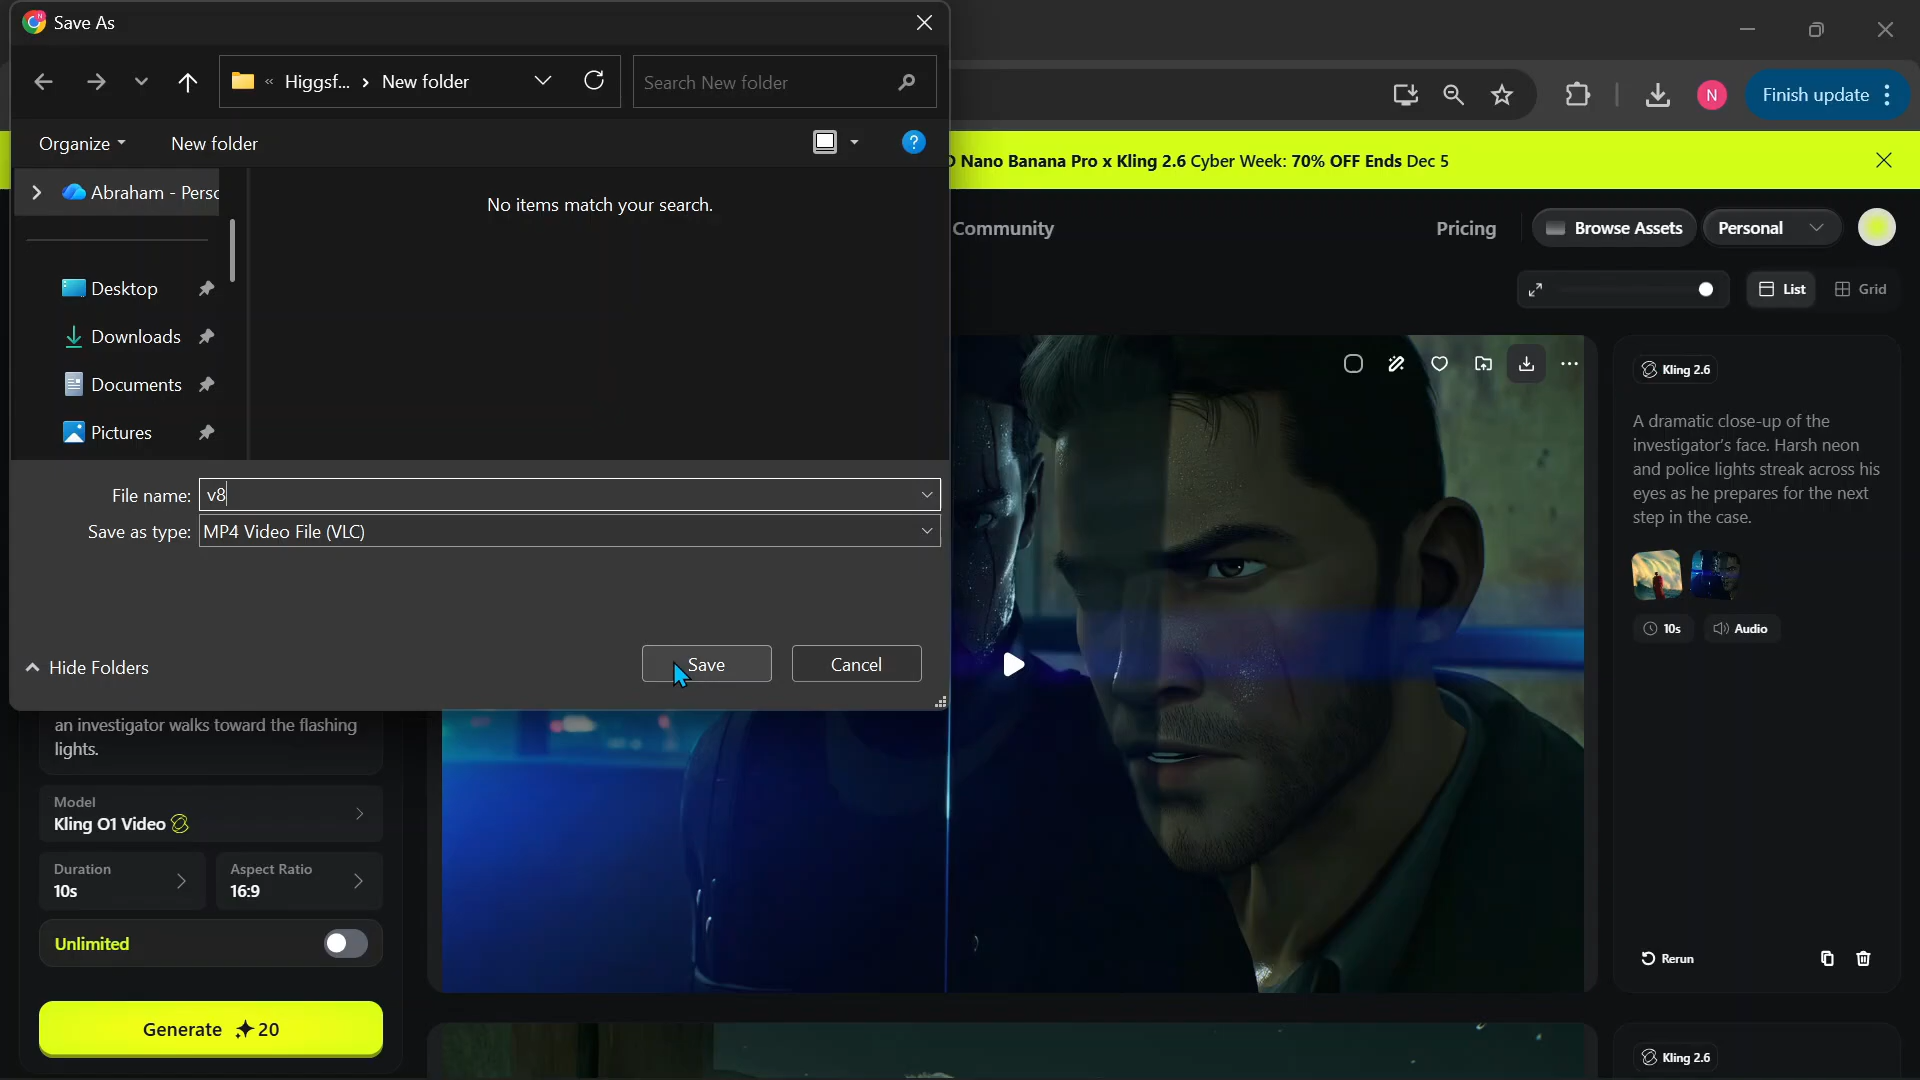 Save As
« Higgsf... › New folder
Search New folder
Organize
New folder
Abraham - Perso
Desktop
Downloads
Documents
Pictures
No items match your search.
File name: v8
Save as type: MP4 Video File (VLC)
Hide Folders
Save
Cancel
N
Finish update
Nano Banana Pro x Kling 2.6 Cyber Week: 70% OFF Ends Dec 5
Community
Pricing
Browse Assets
Personal
List
Grid
Kling 2.6
A dramatic close-up of the
investigator's face. Harsh neon
and police lights streak across his
eyes as he prepares for the next
step in the case.
10s
Audio
Rerun
Kling 2.6
an investigator walks toward the flashing
lights.
Model
Kling O1 Video
Duration
10s
Aspect Ratio
16:9
Unlimited
Generate 20